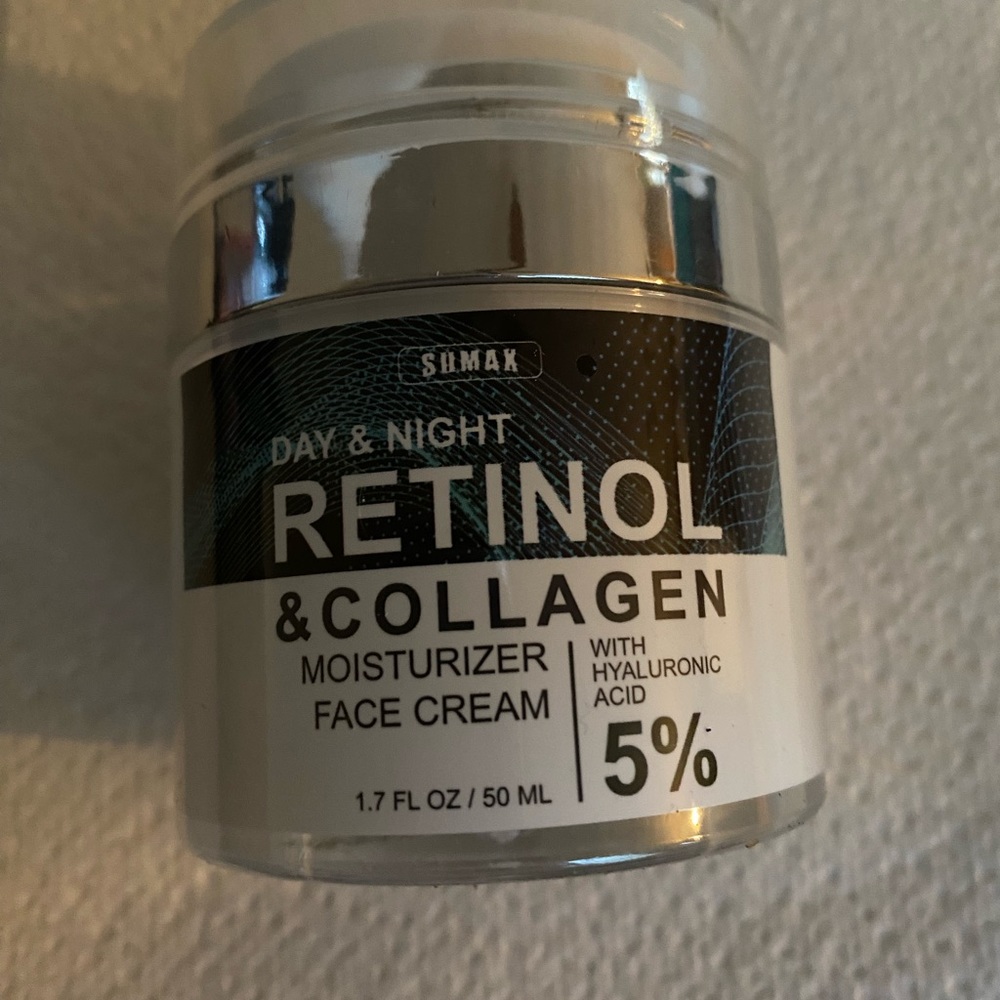 SUMAX
DAY & NIGHT
RETINOL
&COLLAGEN
MOISTURIZER
FACE CREAM
1.7 FL OZ / 50 ML
WITH
HYALURONIC
ACID
5%